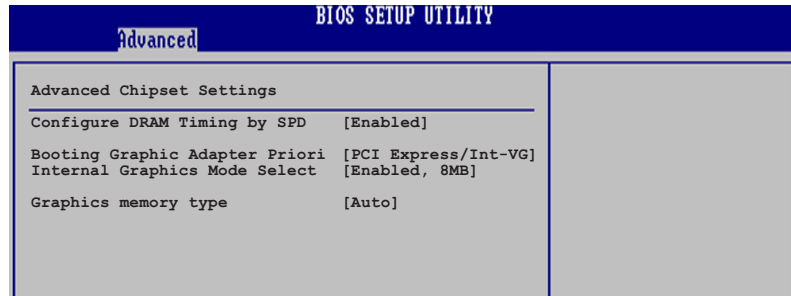 BIOS SETUP UTILITY
Advanced
Advanced Chipset Settings
Configure DRAM Timing by SPD [Enabled]
Booting Graphic Adapter Priori [PCI Express/Int-VG]
Internal Graphics Mode Select [Enabled, 8MB]
Graphics memory type [Auto]